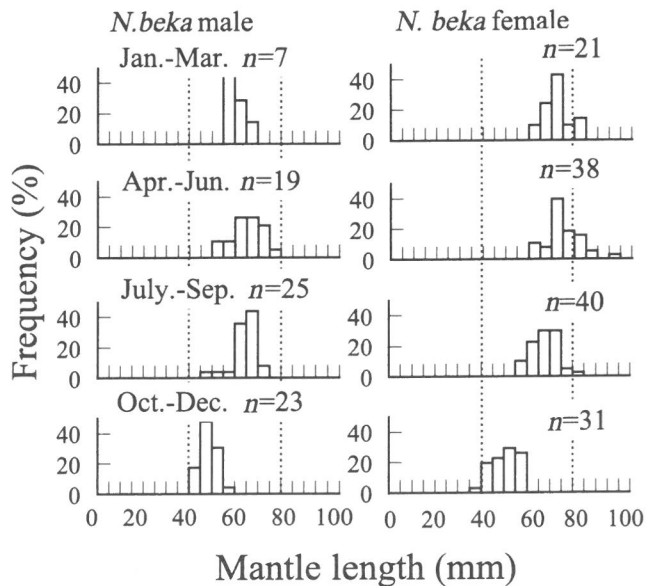 N.beka male
N. beka female
Jan.-Mar. n=7
n=21
40
20
0
40
20
0
Apr.-Jun. n=19
n=38
40
20
0
40
20
0
July.-Sep. n=25
n=40
40
20
0
40
20
0
Oct.-Dec. n=23
n=31
40
20
0
40
20
0
0 20 40 60 80 100
0 20 40 60 80 100
Frequency (%)
Mantle length (mm)